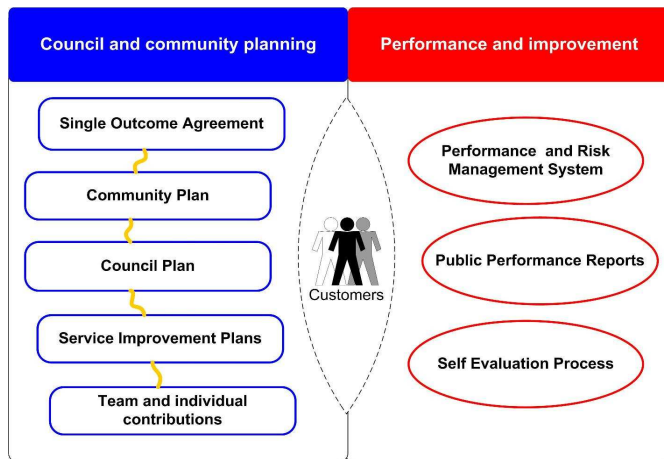 Council and community planning
Performance and improvement
Single Outcome Agreement
Community Plan
Council Plan
Service Improvement Plans
Team and individual
contributions
Customers
Performance and Risk
Management System
Public Performance Reports
Self Evaluation Process